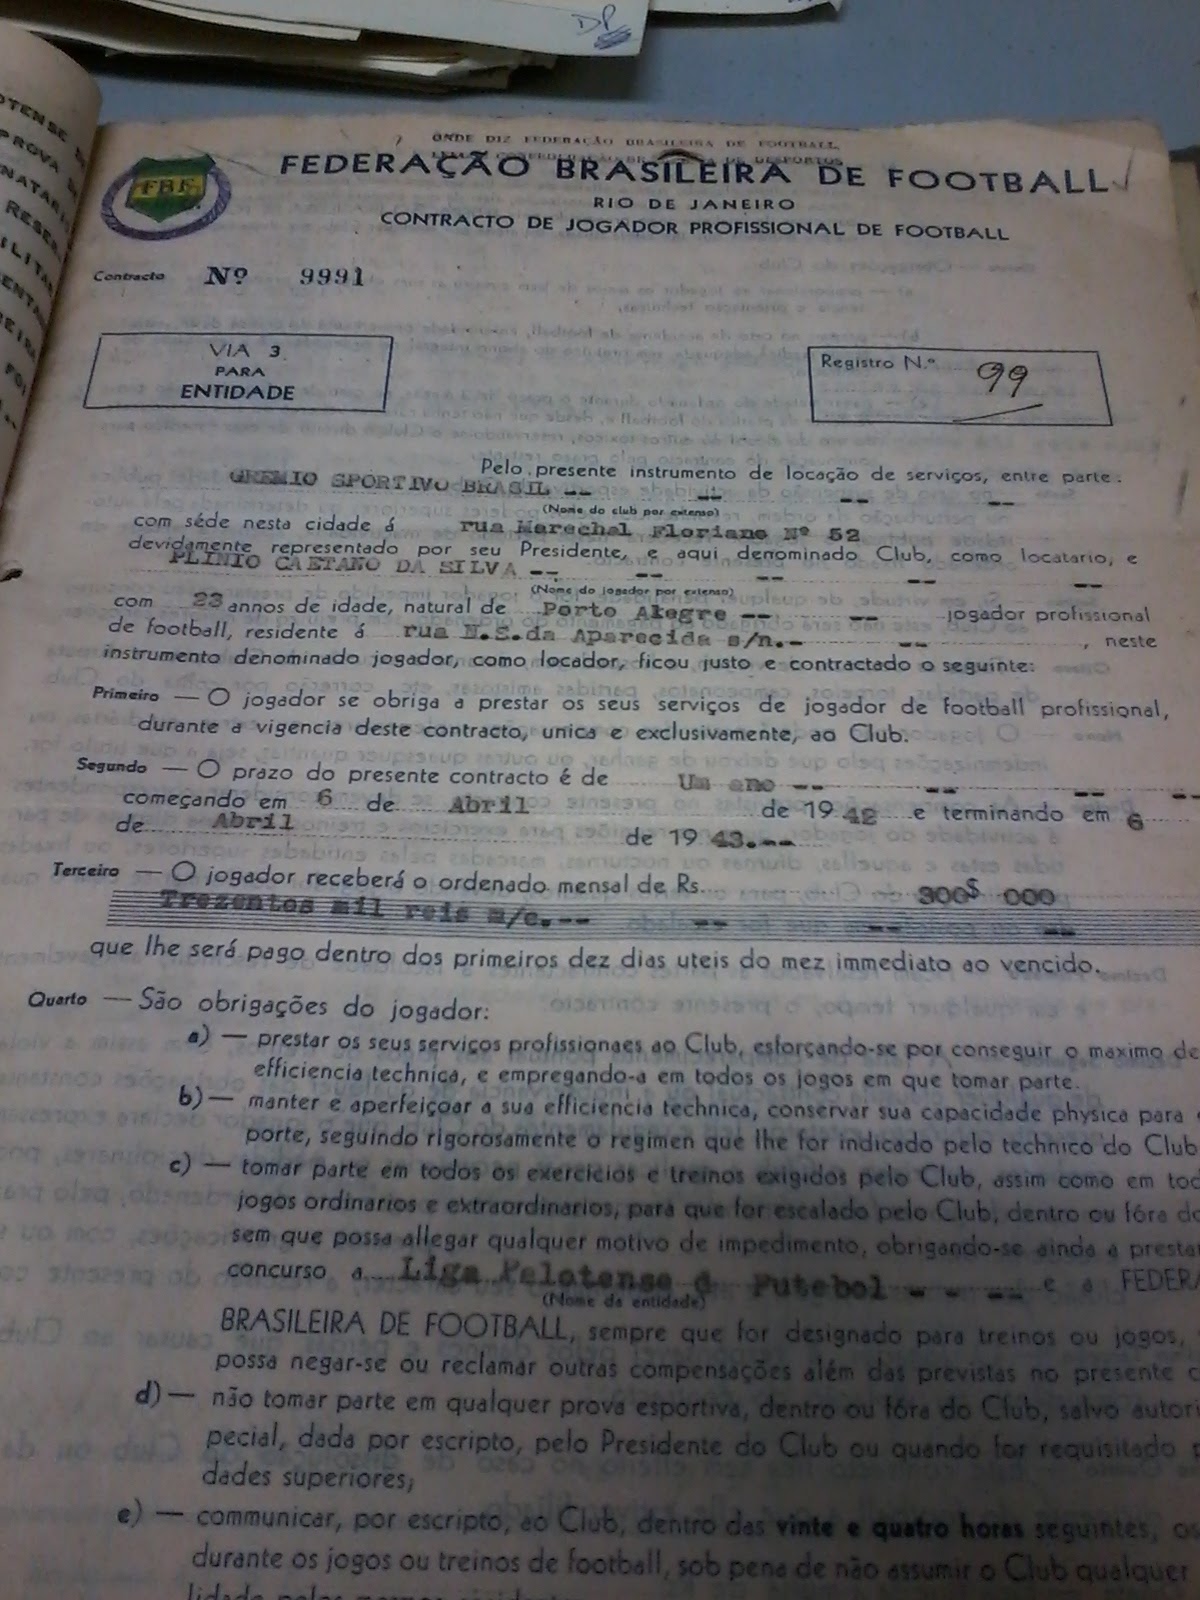 DP
OTENSE
PROVA
NATAR
RESER
ILITA
ENTA
EIRA
FOI
ONDE DIZ FEDERAÇÃO BRASILEIRA DE FOOTBALL,
FBF
FEDERAÇÃO BRASILEIRA DE FOOTBALL
RIO DE JANEIRO
CONTRACTO DE JOGADOR PROFISSIONAL DE FOOTBALL
Contracto Nº 9991
VIA 3
PARA
ENTIDADE
Registro N.º 99
Pelo presente instrumento de locação de serviços, entre parte.
GREMIO SPORTIVO BRASIL -- -- --
(Nome do club por extenso)
com séde nesta cidade á rua Marechal Floriano Nº 52
devidamente representado por seu Presidente, e aqui denominado Club, como locatario, e
PLINIO CAETANO DA SILVA -- -- -- -- --
(Nome do jogador por extenso)
com 23 annos de idade, natural de Porto Alegre -- -- jogador profissional
de football, residente á rua N.S.da Aparecida s/n.- -- , neste
instrumento denominado jogador, como locador, ficou justo e contractado o seguinte:
Primeiro — O jogador se obriga a prestar os seus serviços de jogador de football profissional,
durante a vigencia deste contracto, unica e exclusivamente, ao Club.
Segundo — O prazo do presente contracto é de Um ano -- -- -- --
começando em 6 de Abril de 19 42 e terminando em 6
de Abril de 19 43.--
Terceiro — O jogador receberá o ordenado mensal de Rs. 300$ 000
Trezentos mil reis m/c.-- -- -- --
que lhe será pago dentro dos primeiros dez dias uteis do mez immediato ao vencido.
Quarto — São obrigações do jogador:
a) — prestar os seus serviços profissionaes ao Club, esforçando-se por conseguir o maximo de
efficiencia technica, e empregando-a em todos os jogos em que tomar parte.
b) — manter e aperfeiçoar a sua efficiencia technica, conservar sua capacidade physica para
porte, seguindo rigorosamente o regimen que lhe for indicado pelo technico do Club
c) — tomar parte em todos os exercicios e treinos exigidos pelo Club, assim como em tod
jogos ordinarios e extraordinarios, para que for escalado pelo Club, dentro ou fóra do
sem que possa allegar qualquer motivo de impedimento, obrigando-se ainda a prestar
concurso a Liga Pelotense d Futebol - - -- e a FEDERA
(Nome da entidade)
BRASILEIRA DE FOOTBALL, sempre que for designado para treinos ou jogos,
possa negar-se ou reclamar outras compensações além das previstas no presente c
d) — não tomar parte em qualquer prova esportiva, dentro ou fóra do Club, salvo autori
pecial, dada por escripto, pelo Presidente do Club ou quando for requisitado p
dades superiores;
e) — communicar, por escripto, ao Club, dentro das vinte e quatro horas seguintes, os
durante os jogos ou treinos de football, sob pena de não assumir o Club qualquer